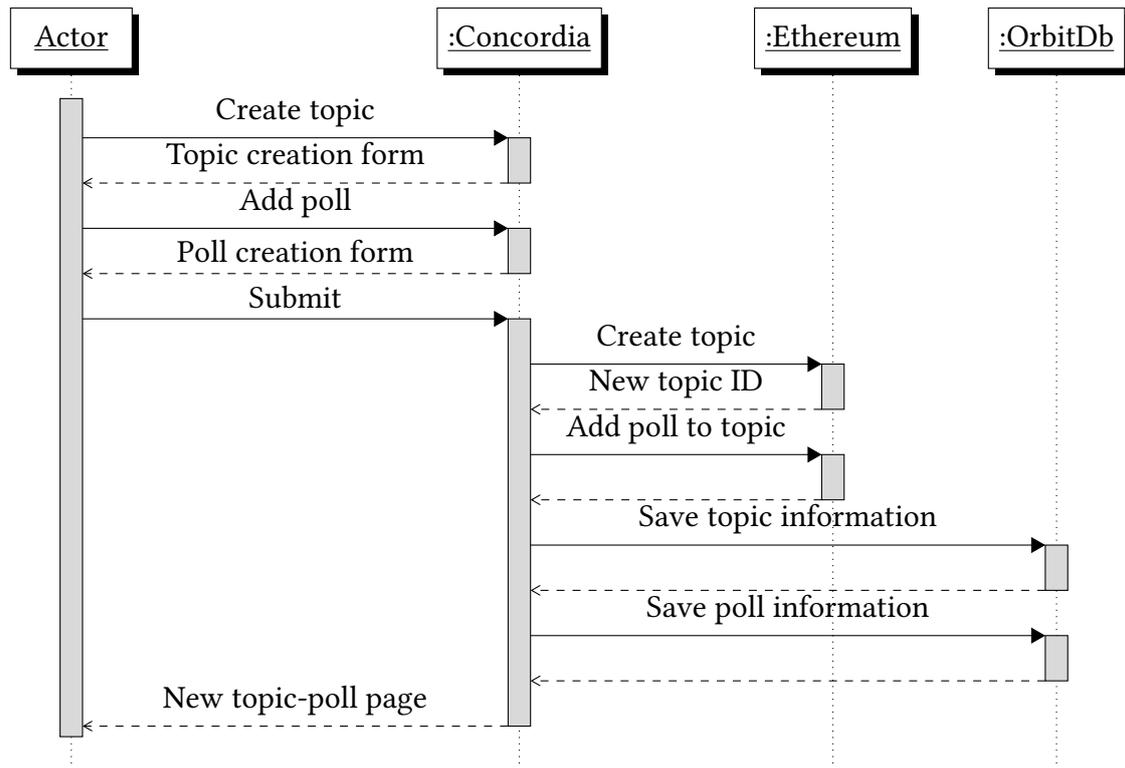 Actor
:Concordia
:Ethereum
:OrbitDb
Create topic
Topic creation form
Add poll
Poll creation form
Submit
Create topic
New topic ID
Add poll to topic
Save topic information
Save poll information
New topic-poll page